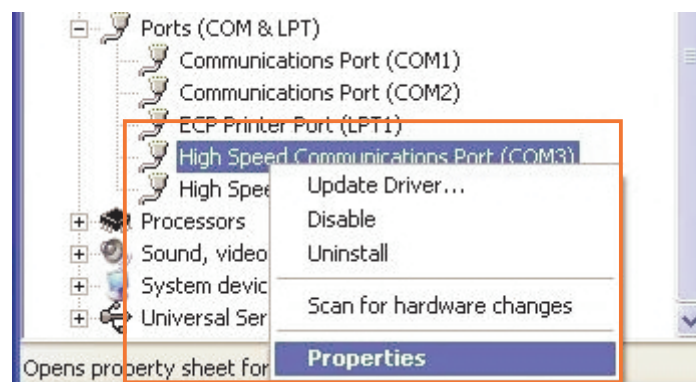 Ports (COM & LPT)
Communications Port (COM1)
Communications Port (COM2)
ECP Printer Port (LPT1)
High Speed Communications Port (COM3)
High Spee
Update Driver...
Processors
Disable
Sound, video
Uninstall
System devic
Scan for hardware changes
Universal Ser
Properties
Opens property sheet for